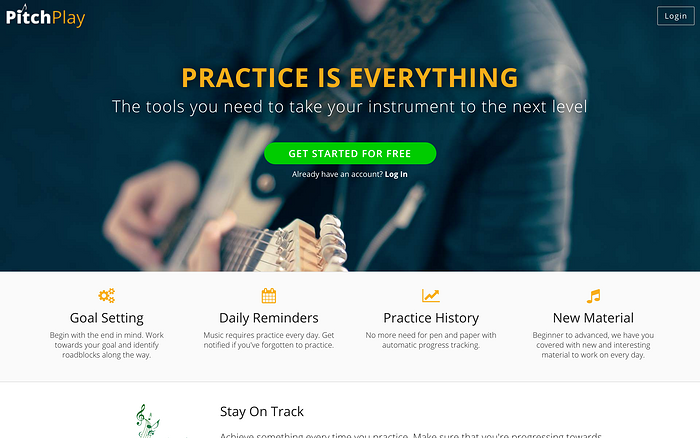 PitchPlay
Login
PRACTICE IS EVERYTHING
The tools you need to take your instrument to the next level
GET STARTED FOR FREE
Already have an account? Log In
Goal Setting
Begin with the end in mind. Work
towards your goal and identify
roadblocks along the way.
Daily Reminders
Music requires practice every day. Get
notified if you've forgotten to practice.
Practice History
No more need for pen and paper with
automatic progress tracking.
New Material
Beginner to advanced, we have you
covered with new and interesting
material to work on every day.
Stay On Track
Achieve something every time you practice. Make sure that you're progressing towards